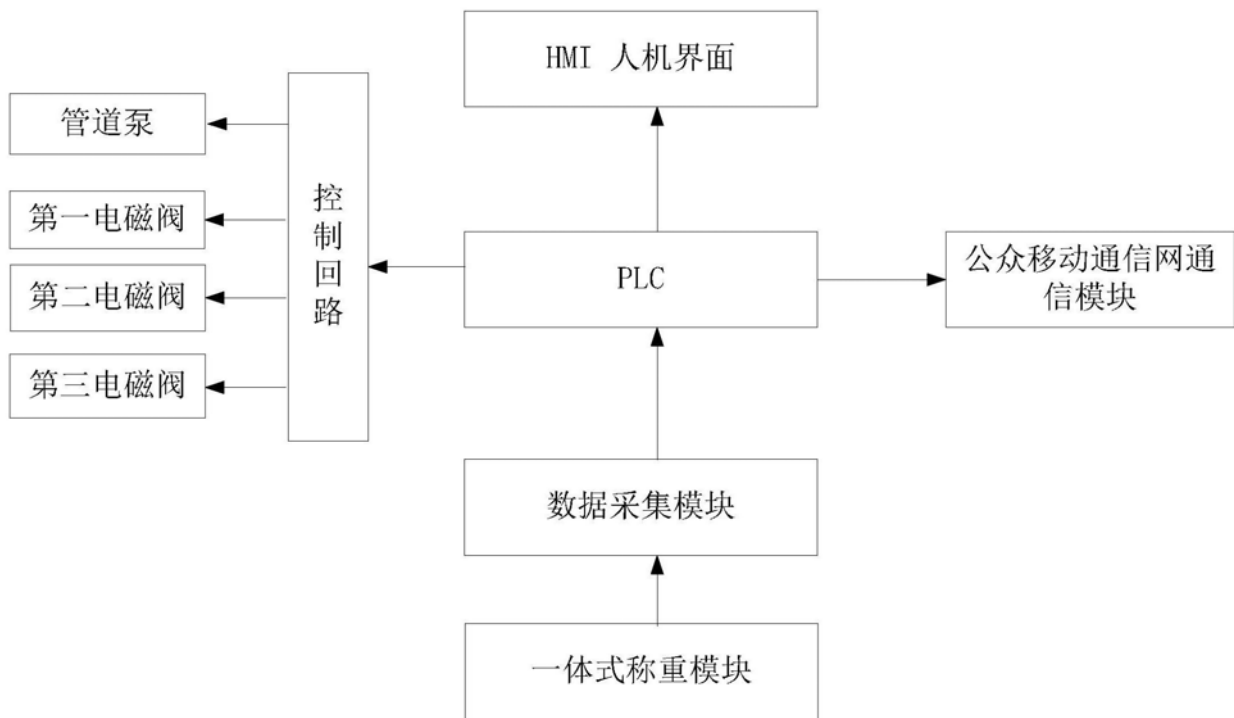 HMI 人机界面
管道泵
第一电磁阀
第二电磁阀
第三电磁阀
控
制
回
路
PLC
公众移动通信网通
信模块
数据采集模块
一体式称重模块